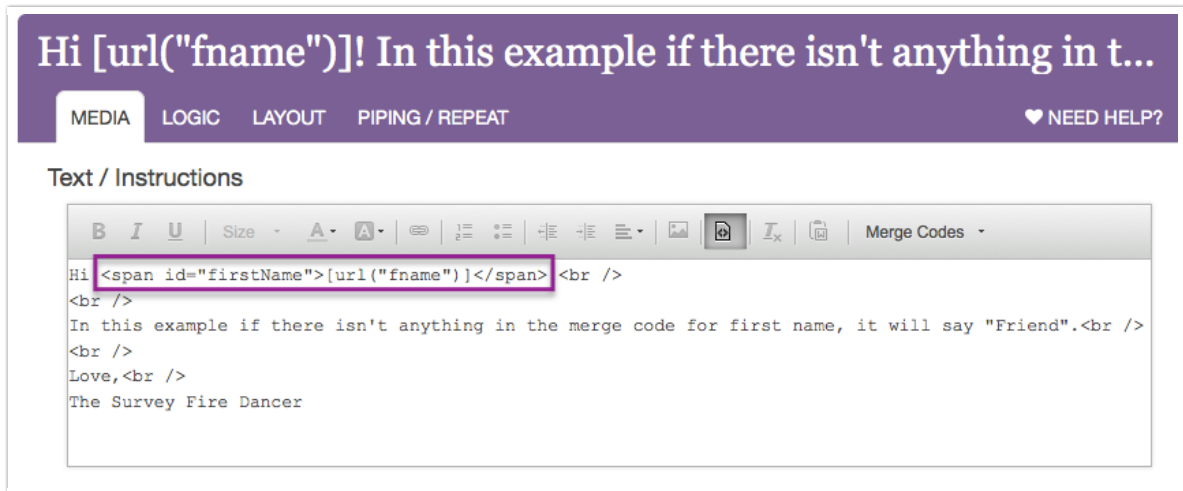 Hi [url("fname")]! In this example if there isn't anything in t...
MEDIA LOGIC LAYOUT PIPING / REPEAT NEED HELP?
Text / Instructions
B I U Size A A Tx Merge Codes
Hi <span id="firstName">[url("fname")]</span> <br />
<br />
In this example if there isn't anything in the merge code for first name, it will say "Friend".<br />
<br />
Love,<br />
The Survey Fire Dancer